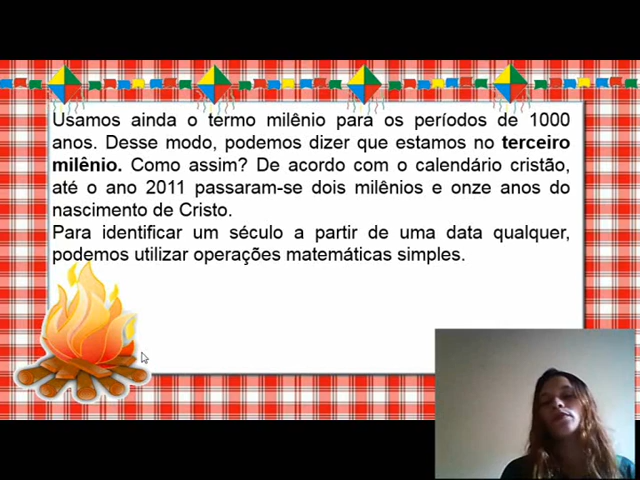 Usamos ainda o termo milênio para os períodos de 1000
anos. Desse modo, podemos dizer que estamos no terceiro
milênio. Como assim? De acordo com o calendário cristão,
até o ano 2011 passaram-se dois milênios e onze anos do
nascimento de Cristo.
Para identificar um século a partir de uma data qualquer,
podemos utilizar operações matemáticas simples.